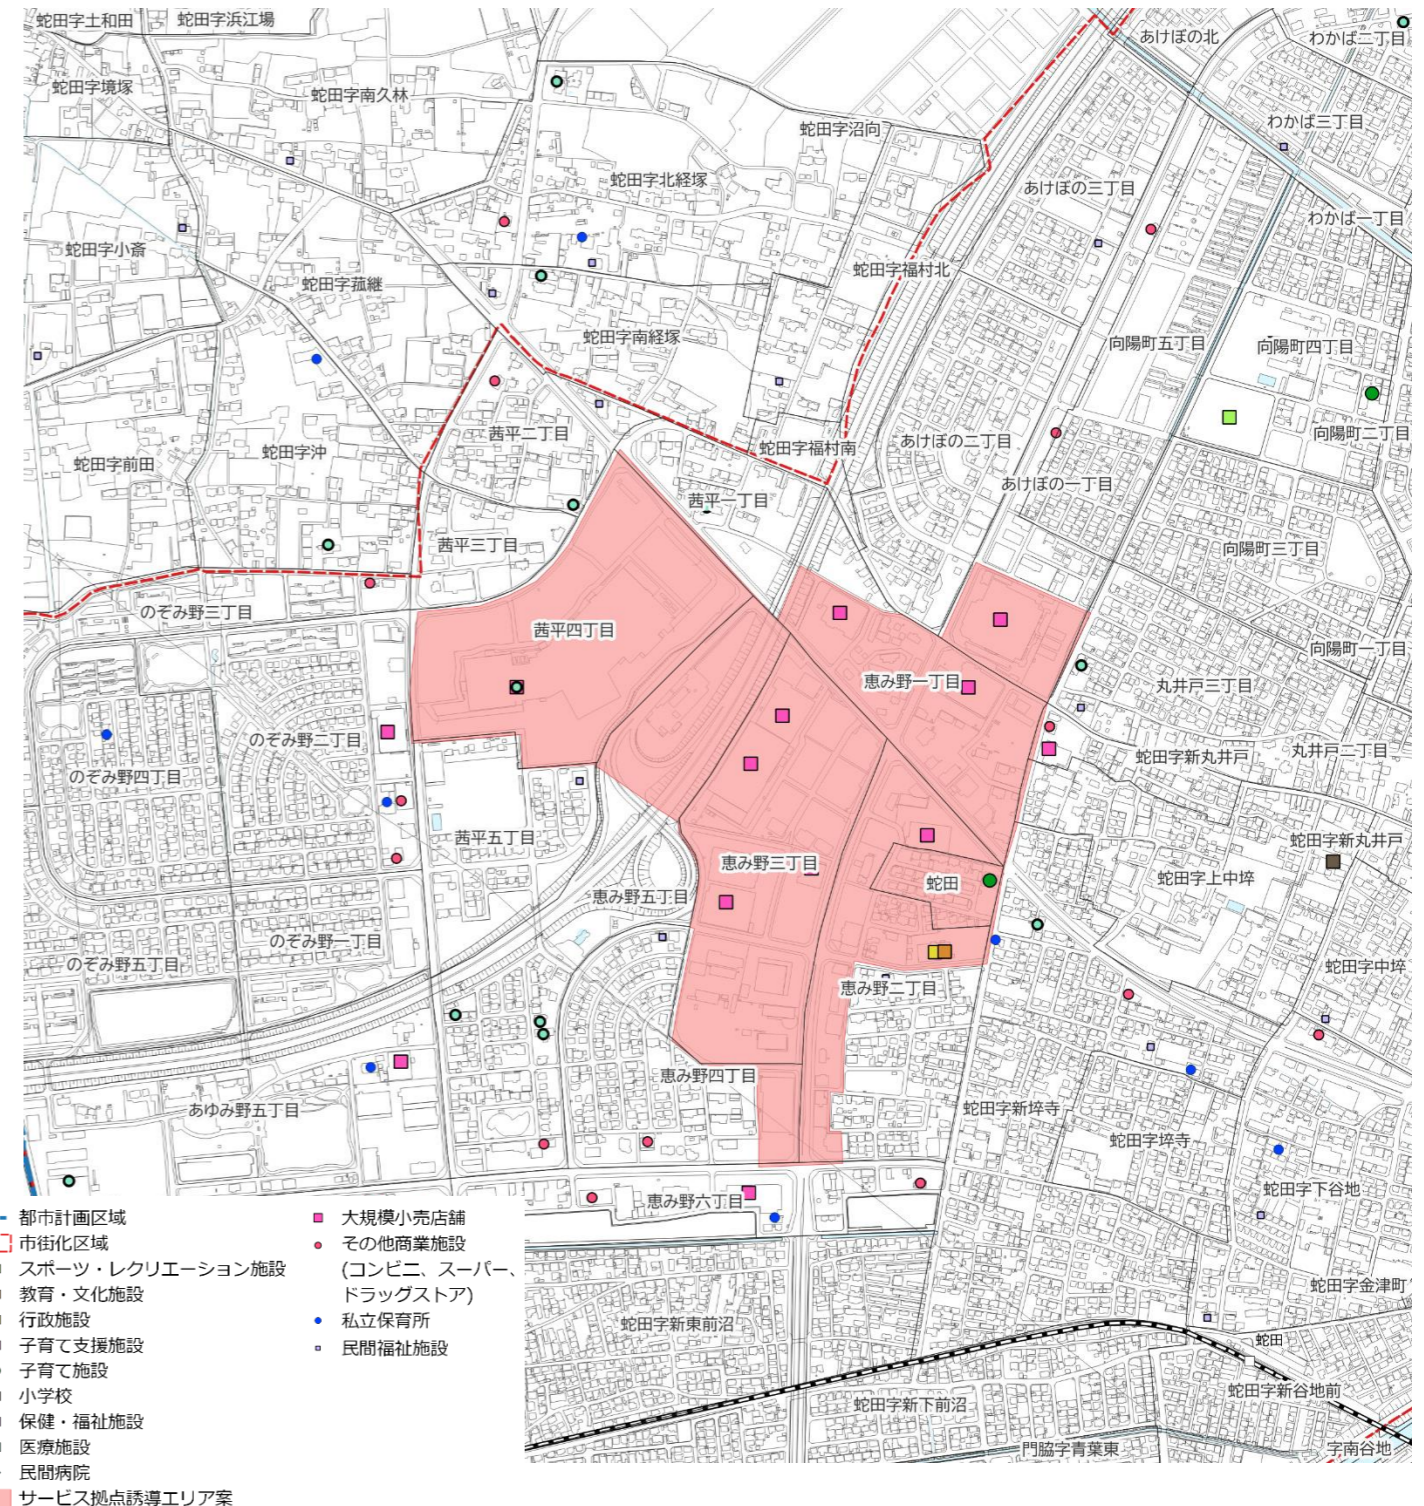 蛇田字土和田
蛇田字浜江場
あけぼの北
わかば二丁目
蛇田字境塚
蛇田字南久林
蛇田字沼向
わかば三丁目
蛇田字北経塚
あけぼの三丁目
わかば一丁目
蛇田字小斎
蛇田字菰継
蛇田字福村北
蛇田字南経塚
向陽町五丁目
向陽町四丁目
茜平二丁目
あけぼの二丁目
向陽町二丁目
蛇田字前田
蛇田字沖
蛇田字福村南
あけぼの一丁目
茜平一丁目
茜平三丁目
向陽町三丁目
のぞみ野三丁目
茜平四丁目
向陽町一丁目
恵み野一丁目
丸井戸三丁目
のぞみ野二丁目
のぞみ野四丁目
蛇田字新丸井戸
丸井戸二丁目
茜平五丁目
蛇田字新丸井戸
恵み野三丁目
蛇田
蛇田字上中埣
恵み野五丁目
のぞみ野一丁目
のぞみ野五丁目
蛇田字中埣
恵み野二丁目
恵み野四丁目
あゆみ野五丁目
蛇田字新埣寺
蛇田字埣寺
蛇田字下谷地
恵み野六丁目
蛇田字金津町
蛇田字新東前沼
蛇田
蛇田字新谷地前
蛇田字新下前沼
門脇字青葉東
字南谷地
都市計画区域
市街化区域
スポーツ・レクリエーション施設
教育・文化施設
行政施設
子育て支援施設
子育て施設
小学校
保健・福祉施設
医療施設
民間病院
サービス拠点誘導エリア案
大規模小売店舗
その他商業施設
(コンビニ、スーパー、
ドラッグストア)
私立保育所
民間福祉施設